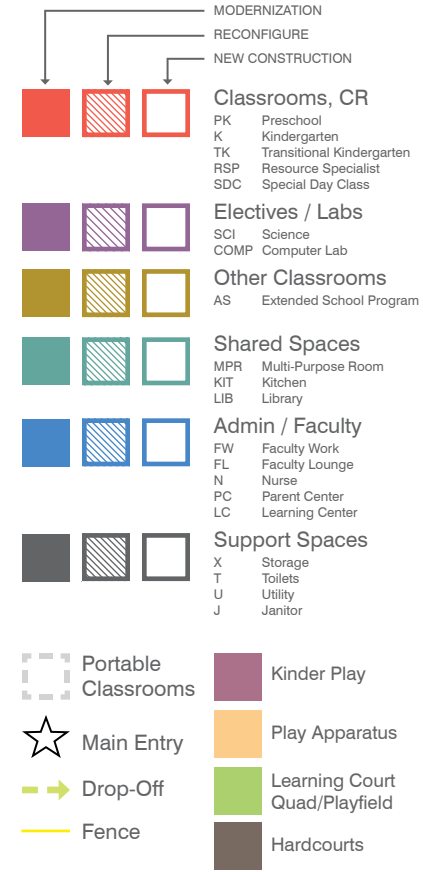 MODERNIZATION
RECONFIGURE
NEW CONSTRUCTION
Classrooms, CR
PK Preschool
K Kindergarten
TK Transitional Kindergarten
RSP Resource Specialist
SDC Special Day Class
Electives / Labs
SCI Science
COMP Computer Lab
Other Classrooms
AS Extended School Program
Shared Spaces
MPR Multi-Purpose Room
KIT Kitchen
LIB Library
Admin / Faculty
FW Faculty Work
FL Faculty Lounge
N Nurse
PC Parent Center
LC Learning Center
Support Spaces
X Storage
T Toilets
U Utility
J Janitor
Portable
Classrooms
Main Entry
Drop-Off
Fence
Kinder Play
Play Apparatus
Learning Court
Quad/Playfield
Hardcourts